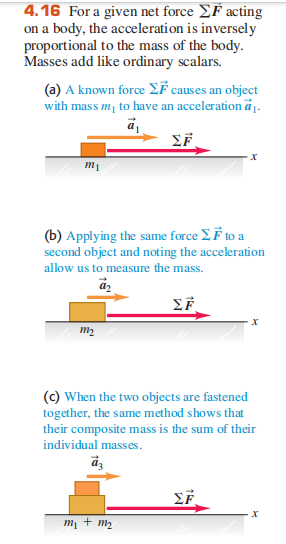 4.16 For a given net force ΣF⃗ acting
on a body, the acceleration is inversely
proportional to the mass of the body.
Masses add like ordinary scalars.
(a) A known force ΣF⃗ causes an object
with mass m₁ to have an acceleration a⃗₁.
a⃗₁
ΣF⃗
x
m₁
(b) Applying the same force ΣF⃗ to a
second object and noting the acceleration
allow us to measure the mass.
a⃗₂
ΣF⃗
x
m₂
(c) When the two objects are fastened
together, the same method shows that
their composite mass is the sum of their
individual masses.
a⃗₃
ΣF⃗
x
m₁ + m₂